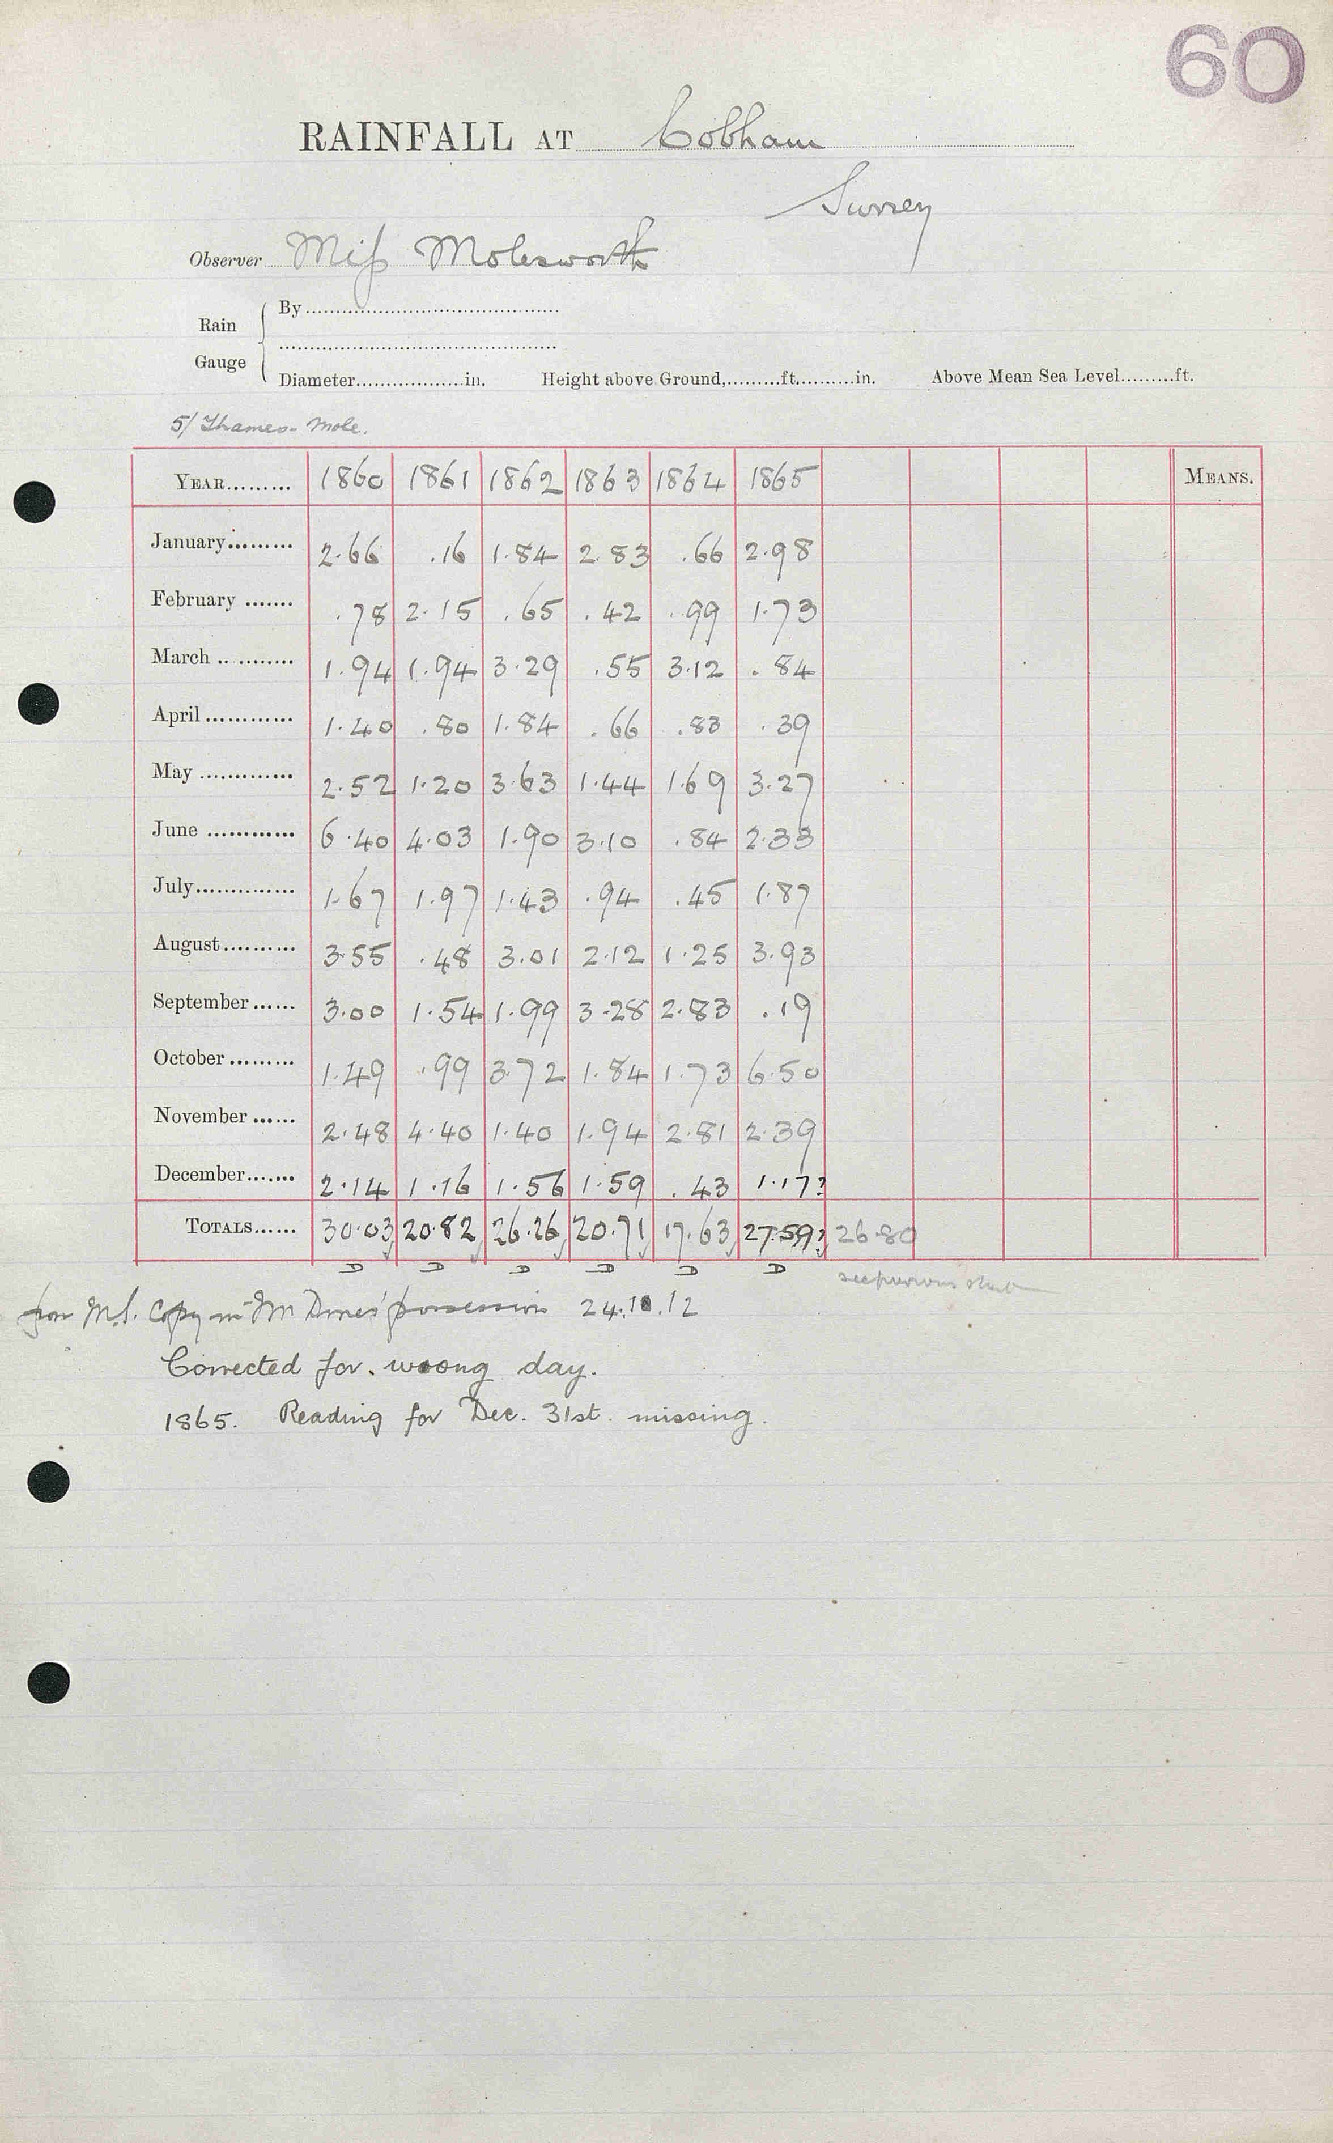 60
RAINFALL AT Cobham
Surrey
Observer Miss Molesworth
Rain Gauge
By
Diameter in. Height above Ground, ft. in. Above Mean Sea Level ft.
5/ Thames - Mole.
YEAR 1860 1861 1862 1863 1864 1865 MEANS.
January 2.66 .16 1.84 2.83 .66 2.98
February .78 2.15 .65 .42 .99 1.73
March 1.94 1.94 3.29 .55 3.12 .84
April 1.40 .80 1.84 .66 .83 .39
May 2.52 1.20 3.63 1.44 1.69 3.27
June 6.40 4.03 1.90 3.10 .84 2.33
July 1.67 1.97 1.43 .94 .45 1.87
August 3.55 .48 3.01 2.12 1.25 3.93
September 3.00 1.54 1.99 3.28 2.83 .19
October 1.49 .99 3.72 1.84 1.73 6.50
November 2.48 4.40 1.40 1.94 2.81 2.39
December 2.14 1.16 1.56 1.59 .43 1.17?
TOTALS 30.03 20.82 26.26 20.71 17.63 27.59? 26.80
D D D D D D
see previous
from M.S. Copy in Mr Dines' possession 24.10.12
Corrected for wrong day.
1865. Reading for Dec. 31st missing.